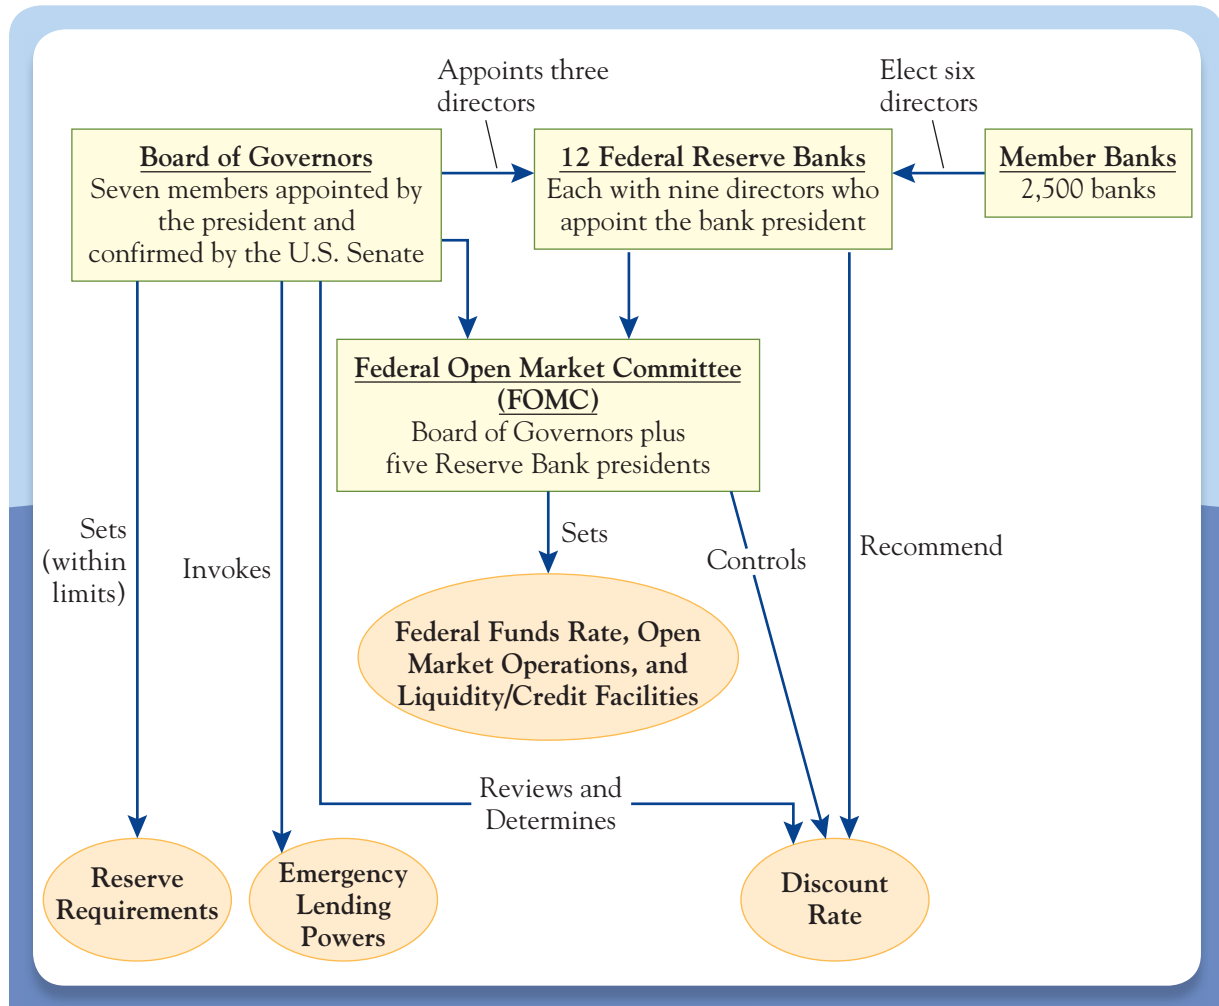 Appoints three
directors
Elect six
directors
Board of Governors
Seven members appointed by
the president and
confirmed by the U.S. Senate
12 Federal Reserve Banks
Each with nine directors who
appoint the bank president
Member Banks
2,500 banks
Federal Open Market Committee
(FOMC)
Board of Governors plus
five Reserve Bank presidents
Sets
(within
limits)
Invokes
Sets
Controls
Recommend
Federal Funds Rate, Open
Market Operations, and
Liquidity/Credit Facilities
Reviews and
Determines
Reserve
Requirements
Emergency
Lending
Powers
Discount
Rate